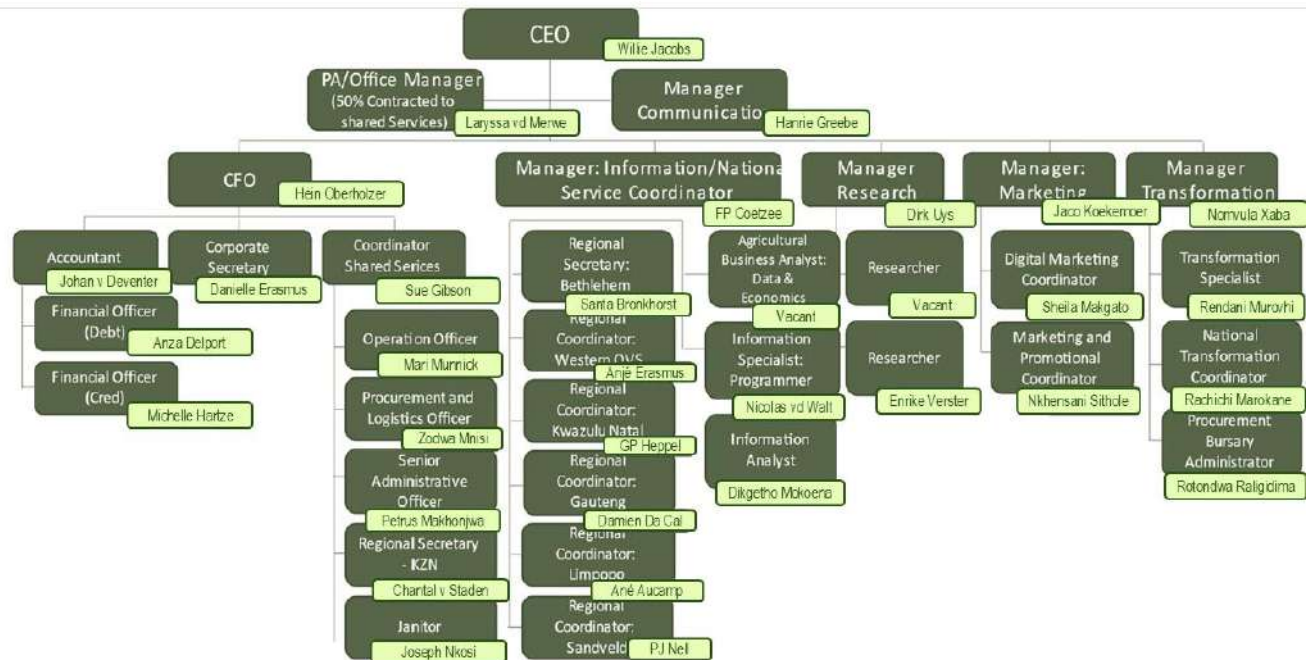 CEO
Willie Jacobs
PA/Office Manager
(50% Contracted to
shared Services)
Laryssa vd Merwe
Manager
Communicatio
Hanrie Greebe
CFO
Hein Oberholzer
Manager: Information/Nationa
Service Coordinator
FP Coetzee
Manager
Research
Dirk Uys
Manager:
Marketing
Jaco Koekemoer
Manager
Transformation
Nomvula Xaba
Accountant
Johan v Deventer
Financial Officer
(Debt)
Anza Delport
Financial Officer
(Cred)
Michelle Hartze
Corporate
Secretary
Danielle Erasmus
Coordinator
Shared Serices
Sue Gibson
Operation Officer
Mari Munnick
Procurement and
Logistics Officer
Zodwa Mnisi
Senior
Administrative
Officer
Petrus Makhonjwa
Regional Secretary
- KZN
Chantal v Staden
Janitor
Joseph Nkosi
Regional
Secretary:
Bethlehem
Santa Bronkhorst
Regional
Coordinator:
Western OVS
Anjé Erasmus
Regional
Coordinator:
Kwazulu Natal
GP Heppel
Regional
Coordinator:
Gauteng
Damien Da Cal
Regional
Coordinator:
Limpopo
Ané Aucamp
Regional
Coordinator:
Sandveld
PJ Nell
Agricultural
Business Analyst:
Data &
Economics
Vacant
Information
Specialist:
Programmer
Nicolas vd Walt
Information
Analyst
Dikgetho Mokoena
Researcher
Vacant
Researcher
Enrike Verster
Digital Marketing
Coordinator
Sheila Makgato
Marketing and
Promotional
Coordinator
Nkhensani Sithole
Transformation
Specialist
Rendani Murovhi
National
Transformation
Coordinator
Rachichi Marokane
Procurement
Bursary
Administrator
Rotondwa Raligidima